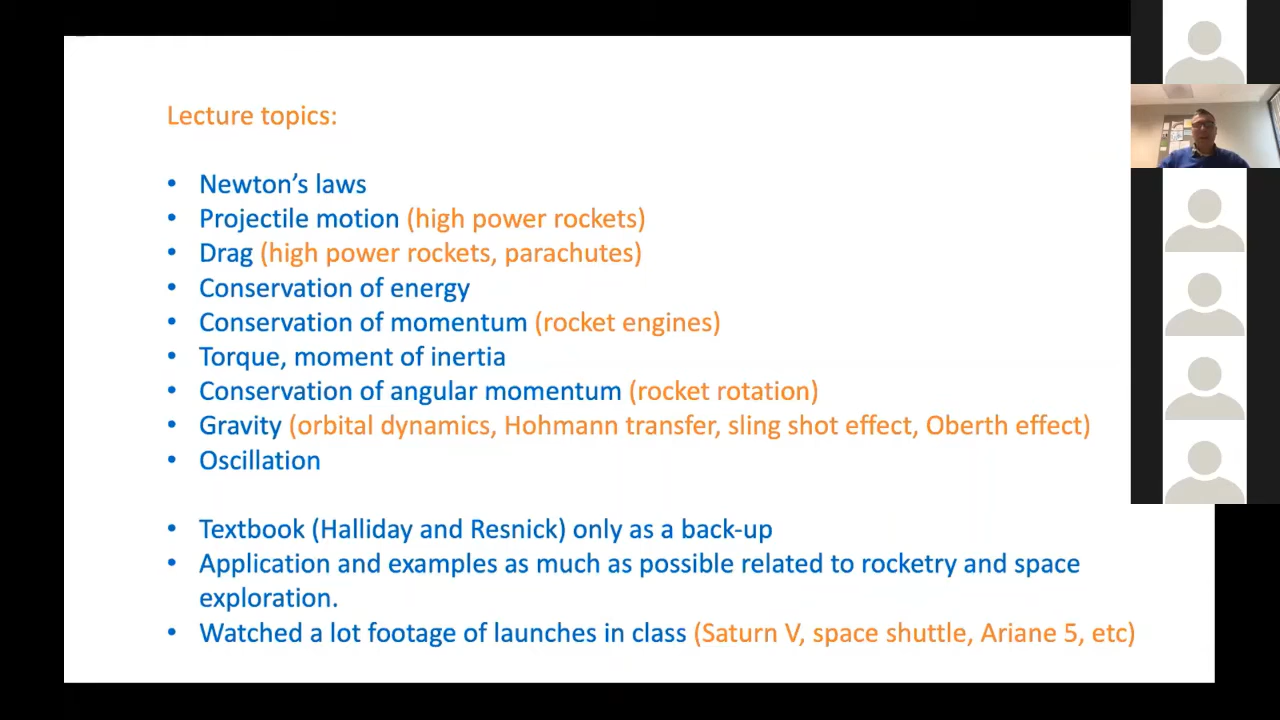 Lecture topics:
• Newton’s laws
• Projectile motion (high power rockets)
• Drag (high power rockets, parachutes)
• Conservation of energy
• Conservation of momentum (rocket engines)
• Torque, moment of inertia
• Conservation of angular momentum (rocket rotation)
• Gravity (orbital dynamics, Hohmann transfer, sling shot effect, Oberth effect)
• Oscillation
• Textbook (Halliday and Resnick) only as a back-up
• Application and examples as much as possible related to rocketry and space
exploration.
• Watched a lot footage of launches in class (Saturn V, space shuttle, Ariane 5, etc)